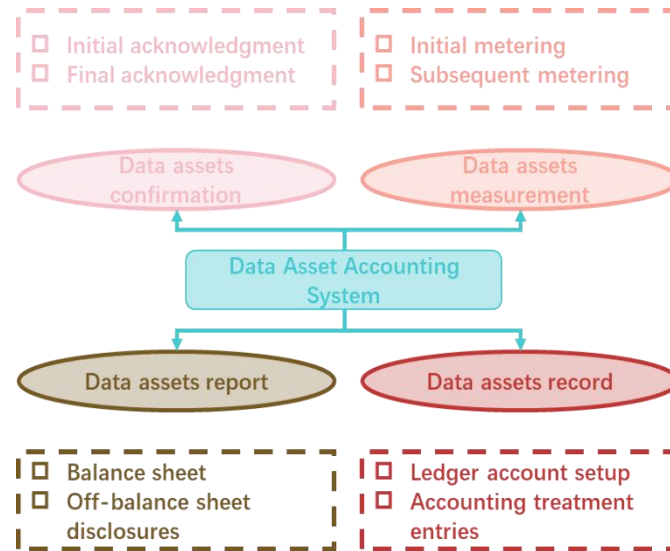 Initial acknowledgment
Final acknowledgment
Initial metering
Subsequent metering
Data assets
confirmation
Data assets
measurement
Data Asset Accounting
System
Data assets report
Data assets record
Balance sheet
Off-balance sheet
disclosures
Ledger account setup
Accounting treatment
entries